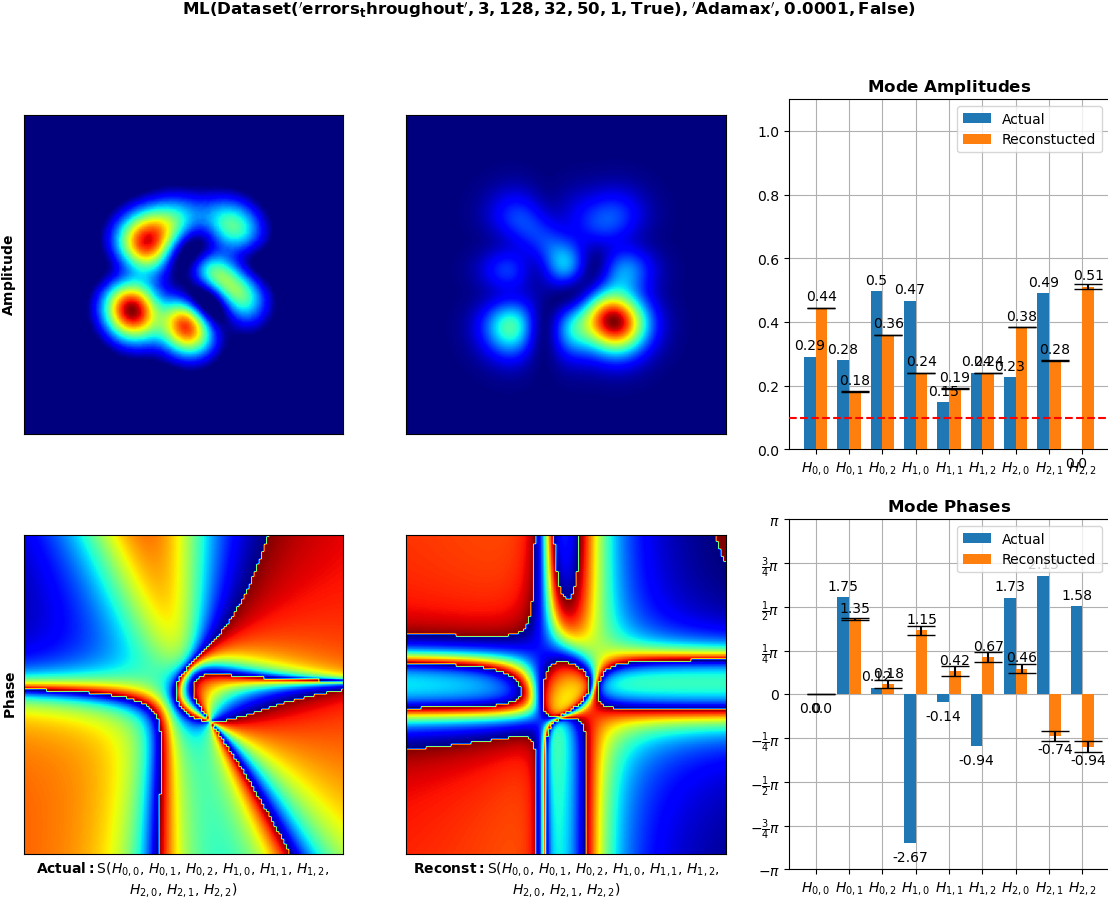 ML(Dataset('errors_throughout', 3, 128, 32, 50, 1, True), 'Adamax', 0.0001, False)
Amplitude
Mode Amplitudes
Actual
Reconstucted
1.0
0.8
0.6
0.4
0.2
0.0
0.29 0.44 0.28 0.18 0.5 0.36 0.47 0.24 0.15 0.19 0.24 0.24 0.23 0.38 0.49 0.28 0.0 0.51
H0,0 H0,1 H0,2 H1,0 H1,1 H1,2 H2,0 H2,1 H2,2
Phase
Actual: S(H0,0, H0,1, H0,2, H1,0, H1,1, H1,2,
H2,0, H2,1, H2,2)
Reconst: S(H0,0, H0,1, H0,2, H1,0, H1,1, H1,2,
H2,0, H2,1, H2,2)
Mode Phases
Actual
Reconstucted
π
3/4π
1/2π
1/4π
0
−1/4π
−1/2π
−3/4π
−π
0.0 0.0 1.75 1.35 0.18 -2.67 1.15 -0.14 0.42 -0.94 0.67 1.73 0.46 -0.74 1.58 -0.94
H0,0 H0,1 H0,2 H1,0 H1,1 H1,2 H2,0 H2,1 H2,2